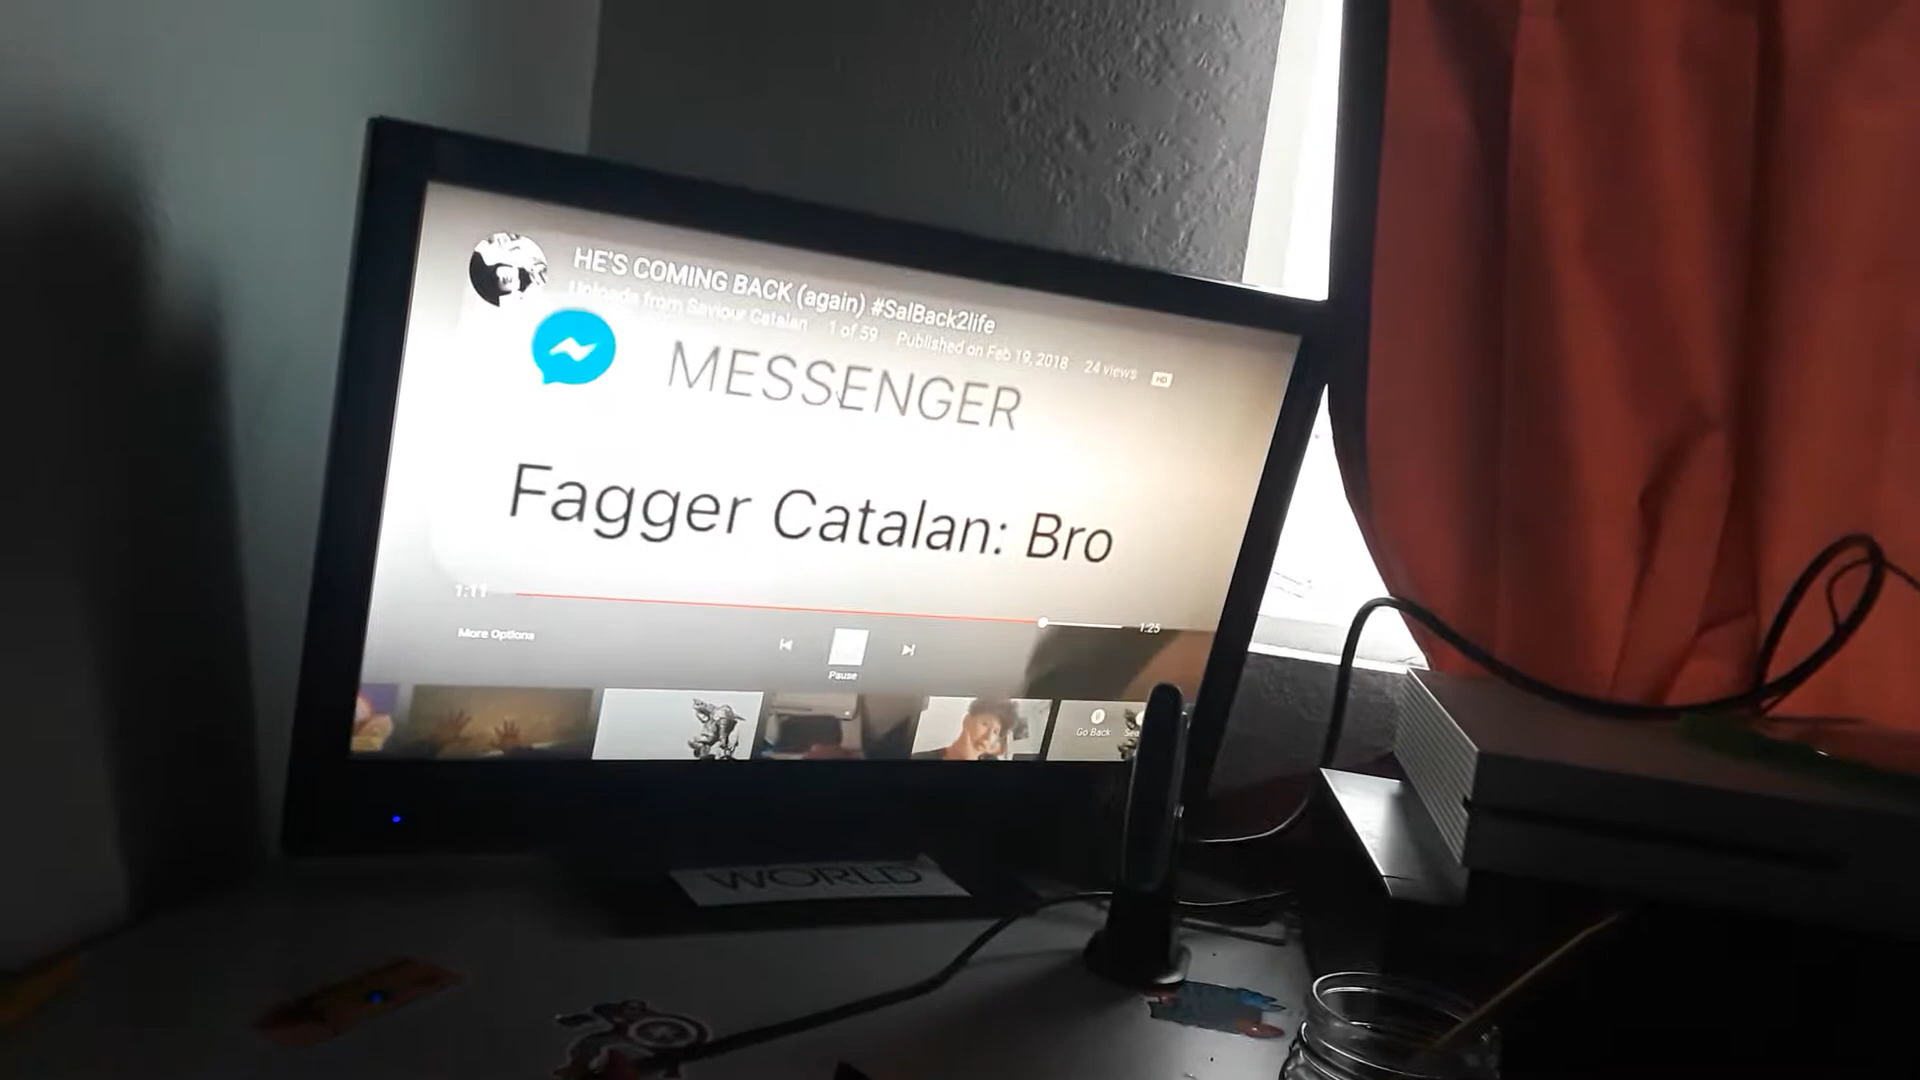 HE'S COMING BACK (again) #SalBack2life
Uploads from Saviour Catalan 1 of 59 Published on Feb 19, 2018 24 views HD
MESSENGER
Fagger Catalan: Bro
1:11
1:25
More Options
Pause
Go Back
WORLD